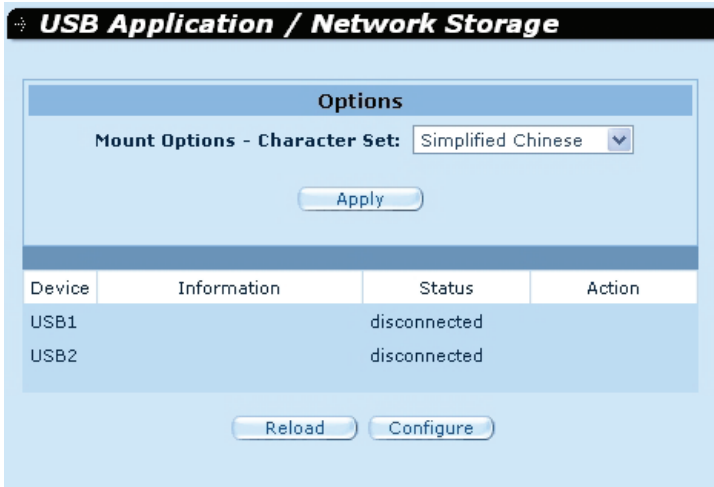 USB Application / Network Storage
Options
Mount Options - Character Set: Simplified Chinese
Apply
Device Information Status Action
USB1 disconnected
USB2 disconnected
Reload Configure